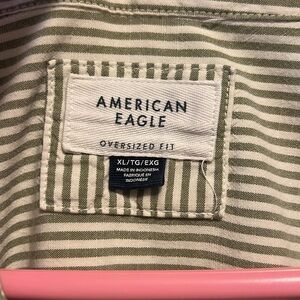 AMERICAN
EAGLE
OVERSIZED FIT
XL/TG/EXG
MADE IN INDONESIA
FABRIQUÉ EN
INDONÉSIE